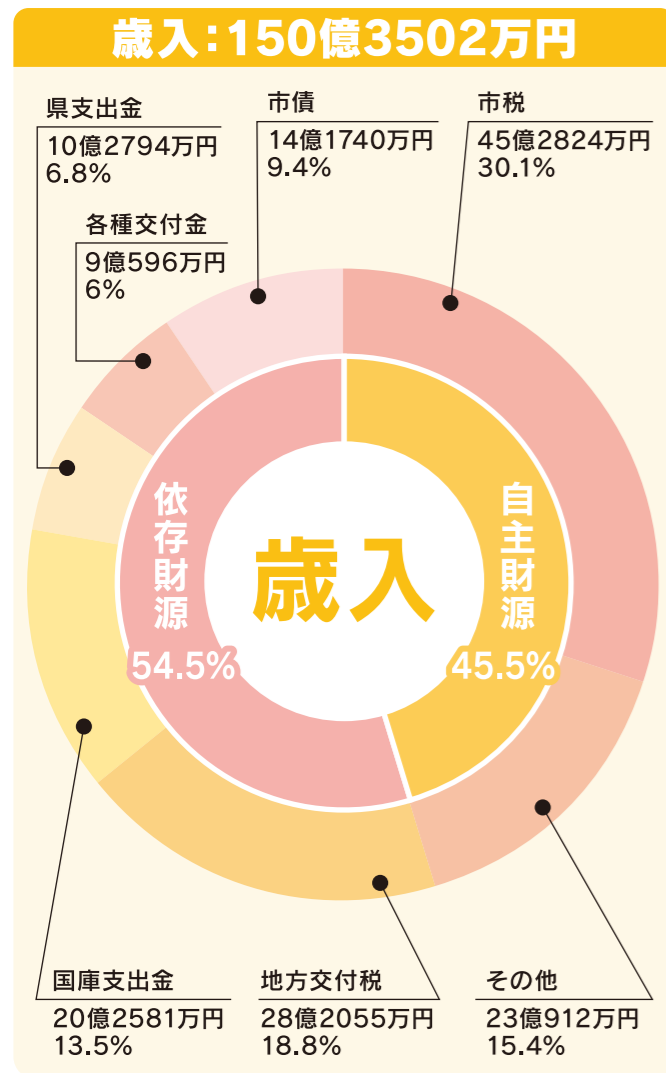 歳入：150億3502万円
県支出金
10億2794万円
6.8%
市債
14億1740万円
9.4%
市税
45億2824万円
30.1%
各種交付金
9億596万円
6%
依存財源
54.5%
歳入
自主財源
45.5%
国庫支出金
20億2581万円
13.5%
地方交付税
28億2055万円
18.8%
その他
23億912万円
15.4%